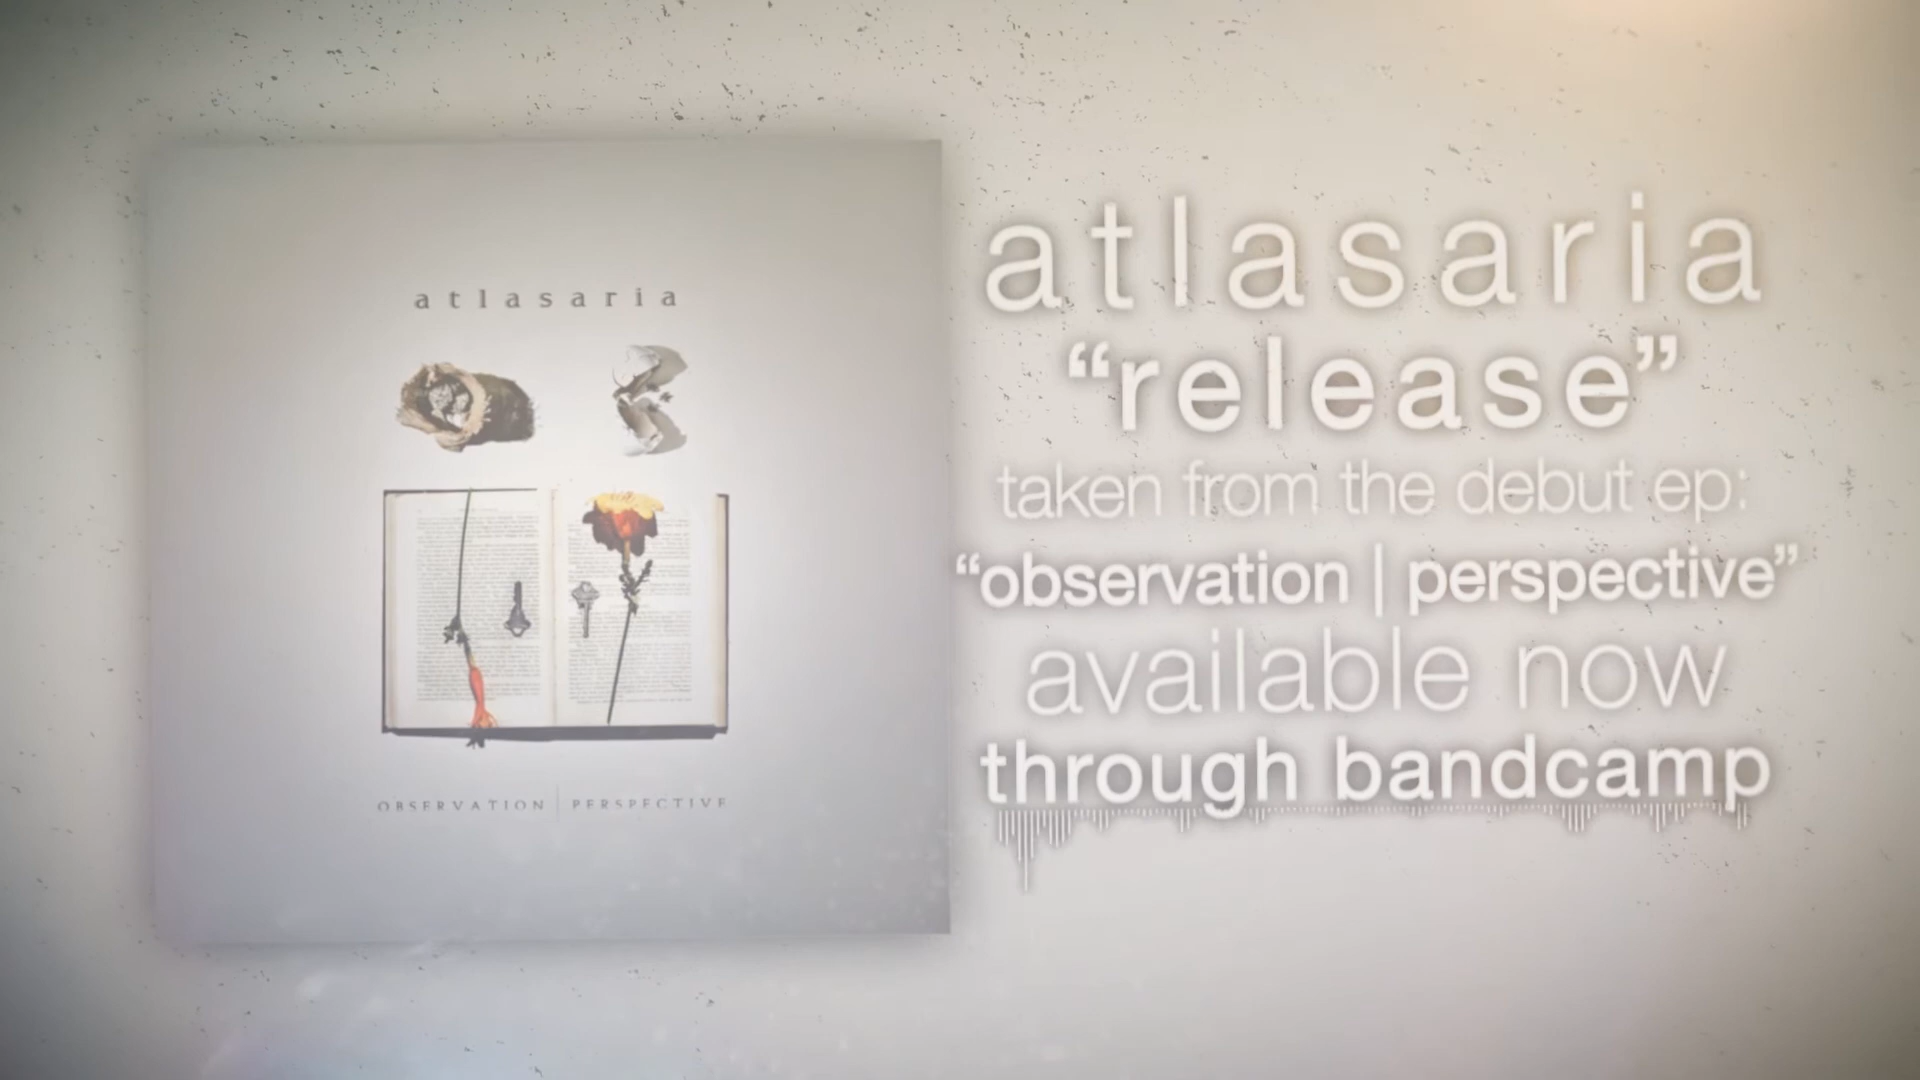 atlasaria
OBSERVATION | PERSPECTIVE
atlasaria
“release”
taken from the debut ep:
“observation | perspective”
available now
through bandcamp